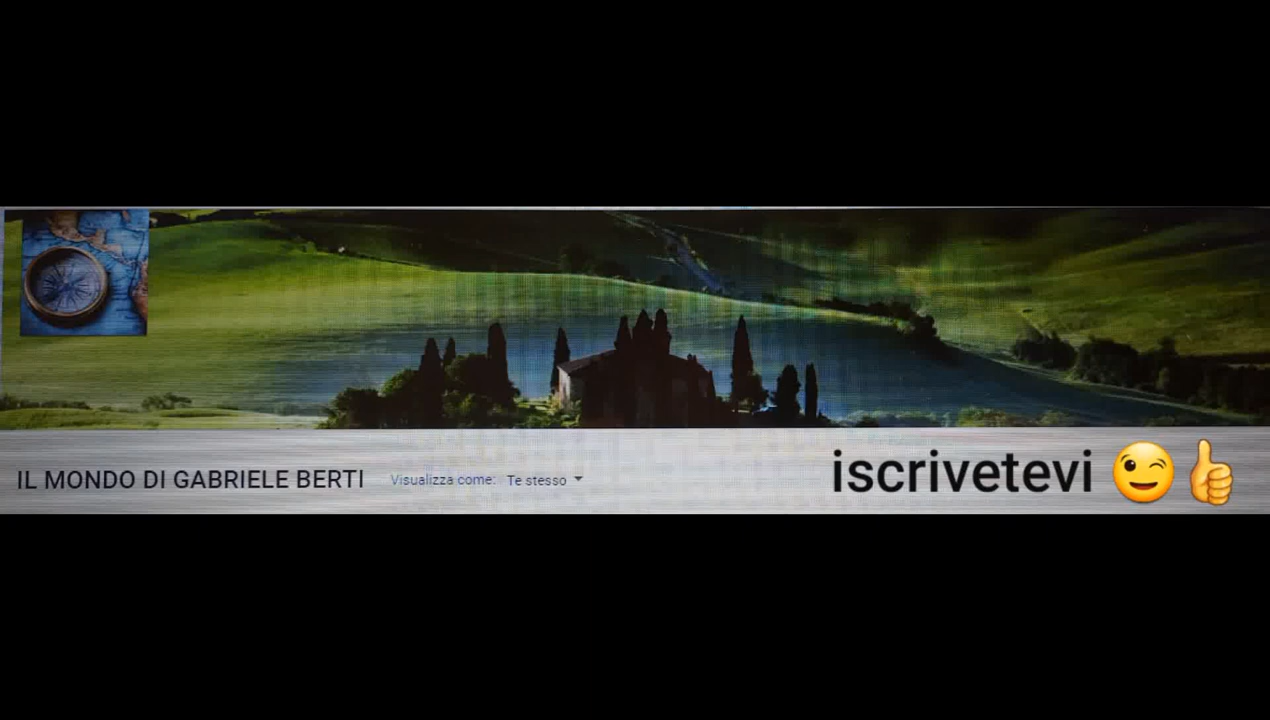 IL MONDO DI GABRIELE BERTI Visualizza come: Te stesso iscrivetevi 😉👍